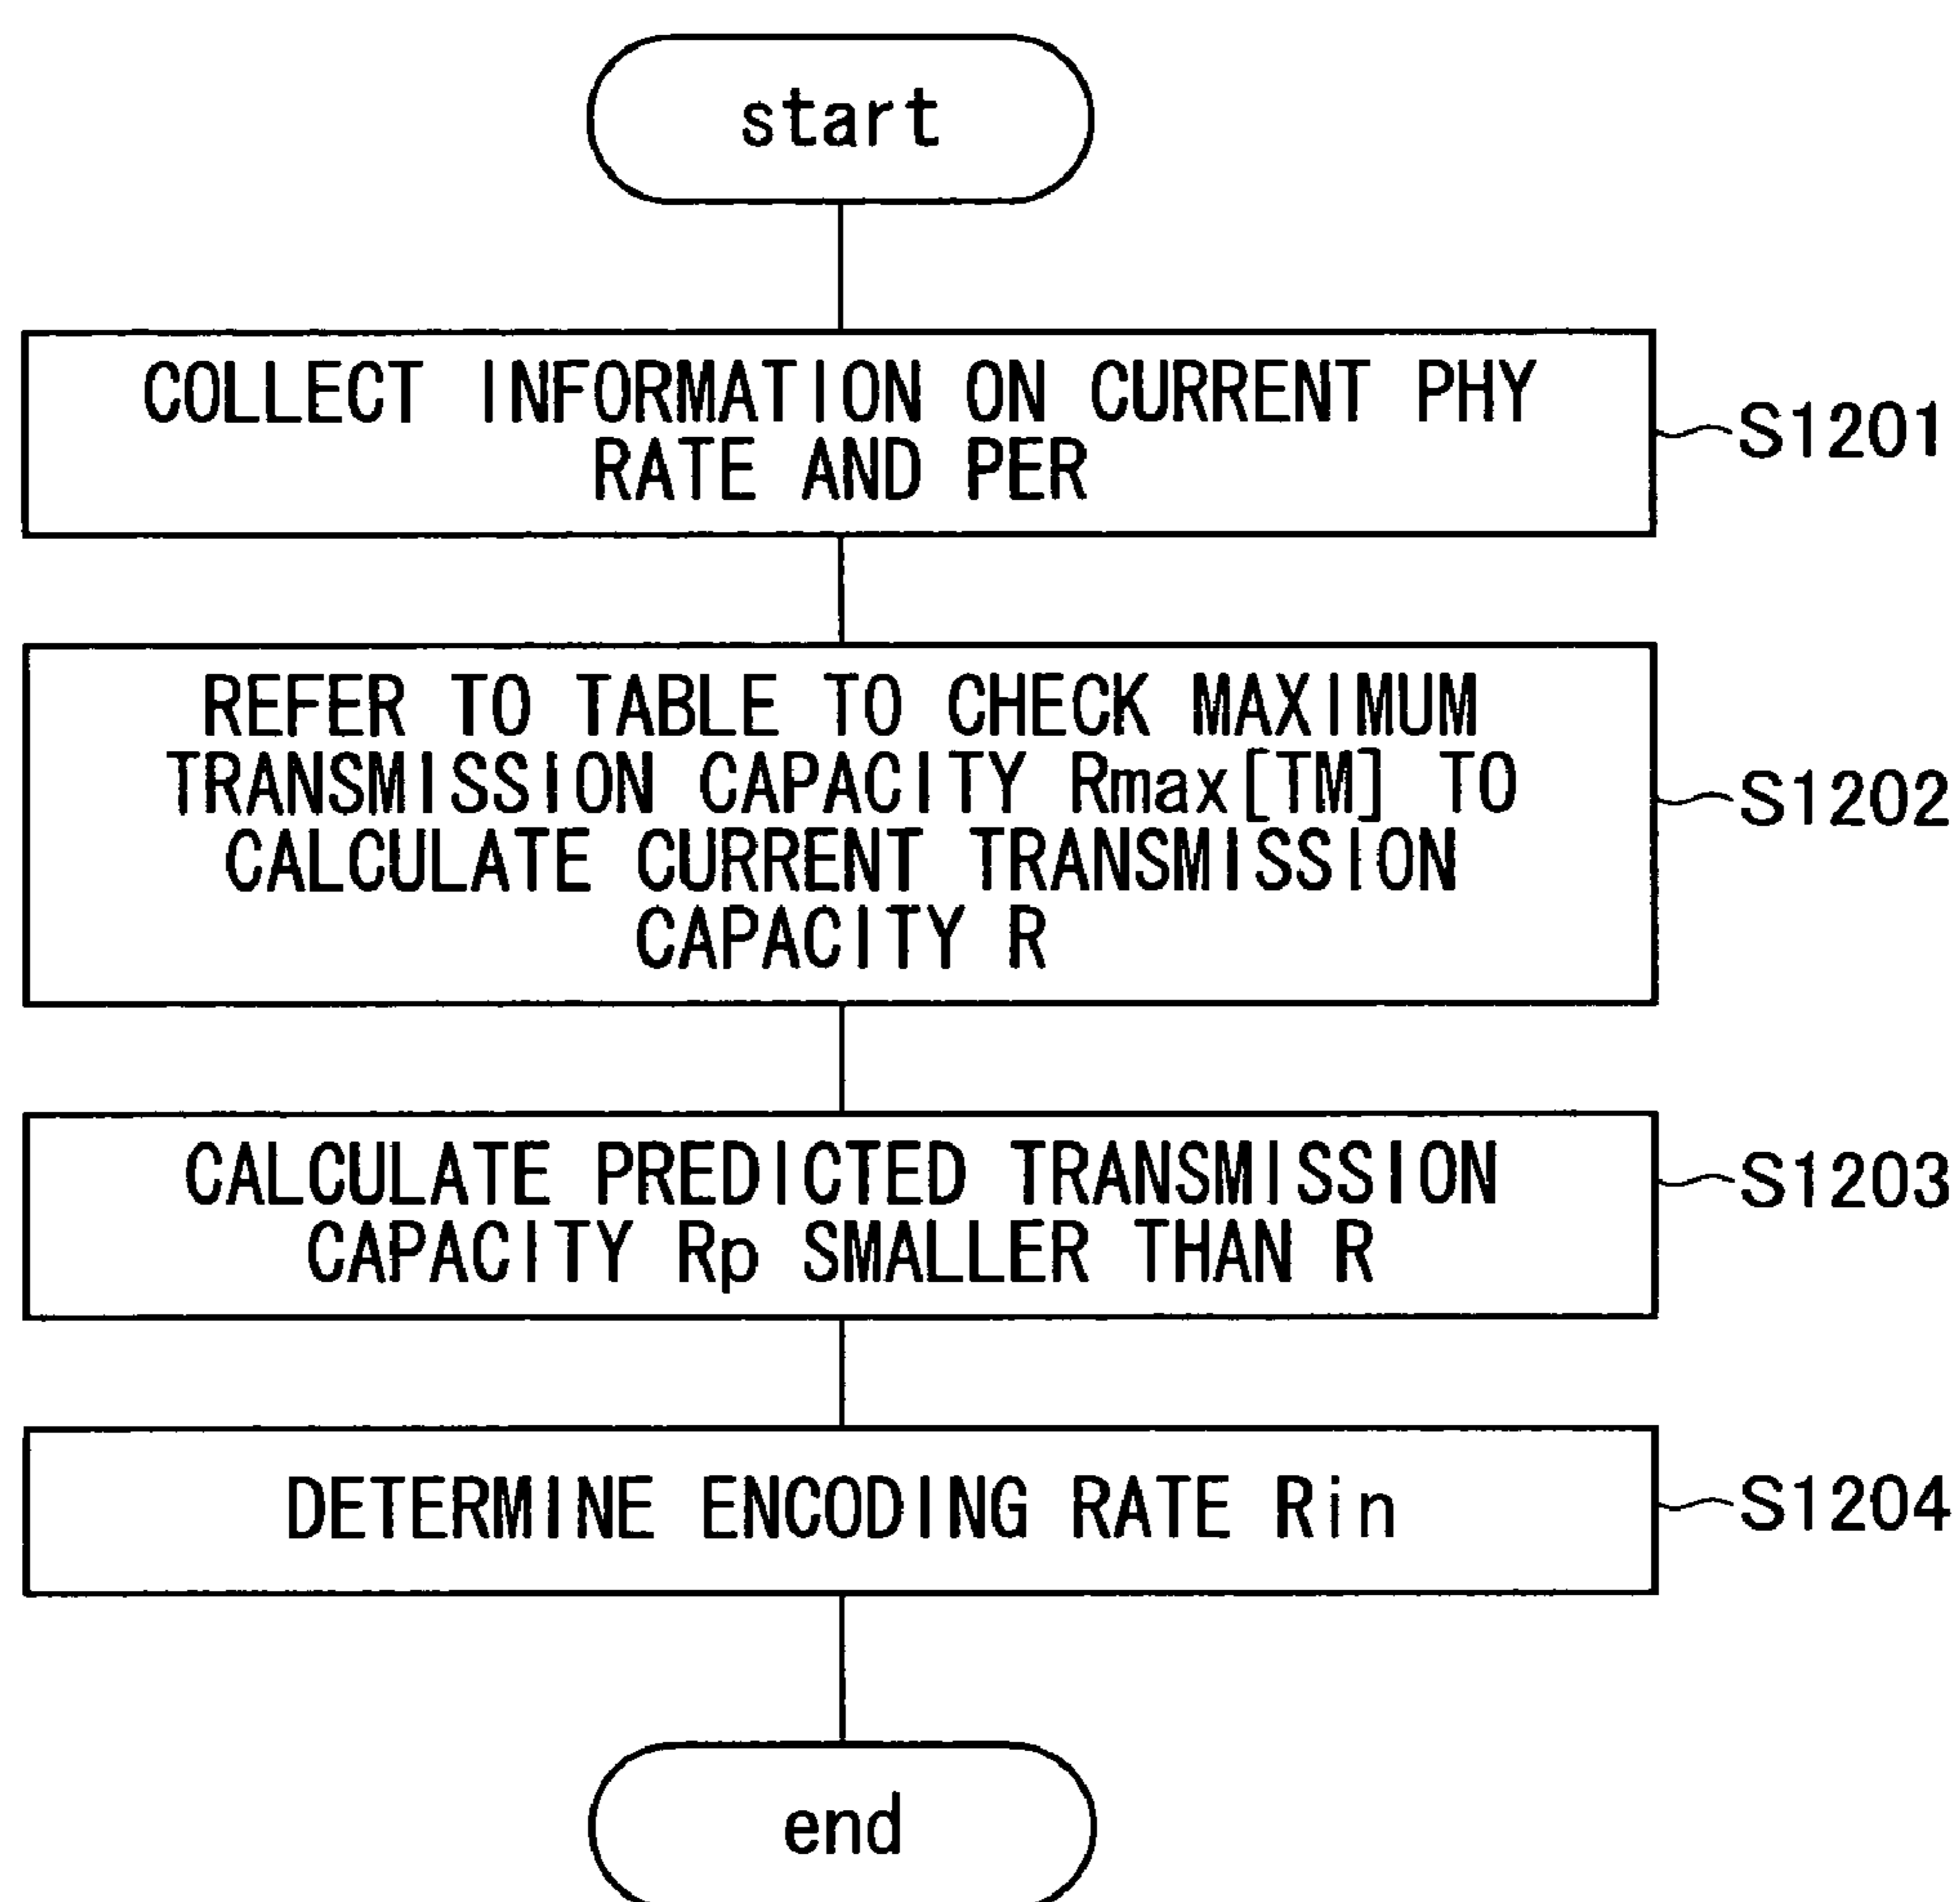 start
COLLECT INFORMATION ON CURRENT PHY
RATE AND PER
S1201
REFER TO TABLE TO CHECK MAXIMUM
TRANSMISSION CAPACITY Rmax[TM] TO
CALCULATE CURRENT TRANSMISSION
CAPACITY R
S1202
CALCULATE PREDICTED TRANSMISSION
CAPACITY Rp SMALLER THAN R
S1203
DETERMINE ENCODING RATE Rin
S1204
end